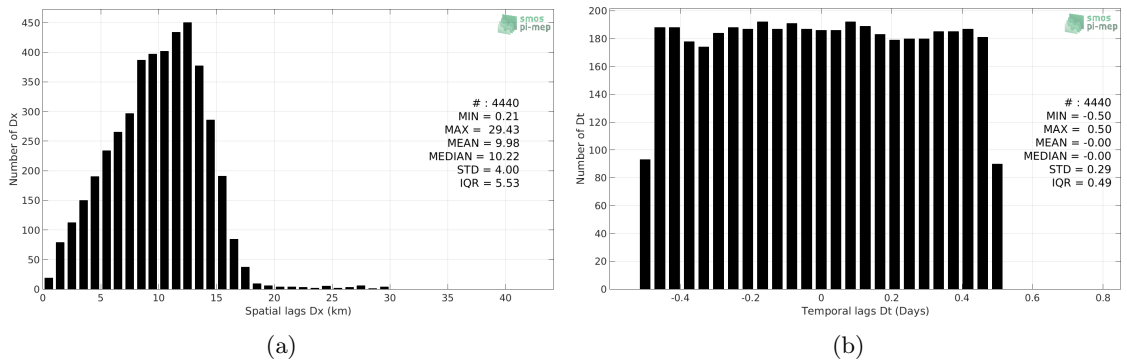 smos
pi-mep
450
400
350
300
250
200
150
100
50
0
Number of Dx
# : 4440
MIN = 0.21
MAX = 29.43
MEAN = 9.98
MEDIAN = 10.22
STD = 4.00
IQR = 5.53
0 5 10 15 20 25 30 35 40
Spatial lags Dx (km)
(a)
smos
pi-mep
200
180
160
140
120
100
80
60
40
20
0
Number of Dt
# : 4440
MIN = -0.50
MAX = 0.50
MEAN = -0.00
MEDIAN = -0.00
STD = 0.29
IQR = 0.49
-0.4 -0.2 0 0.2 0.4 0.6 0.8
Temporal lags Dt (Days)
(b)